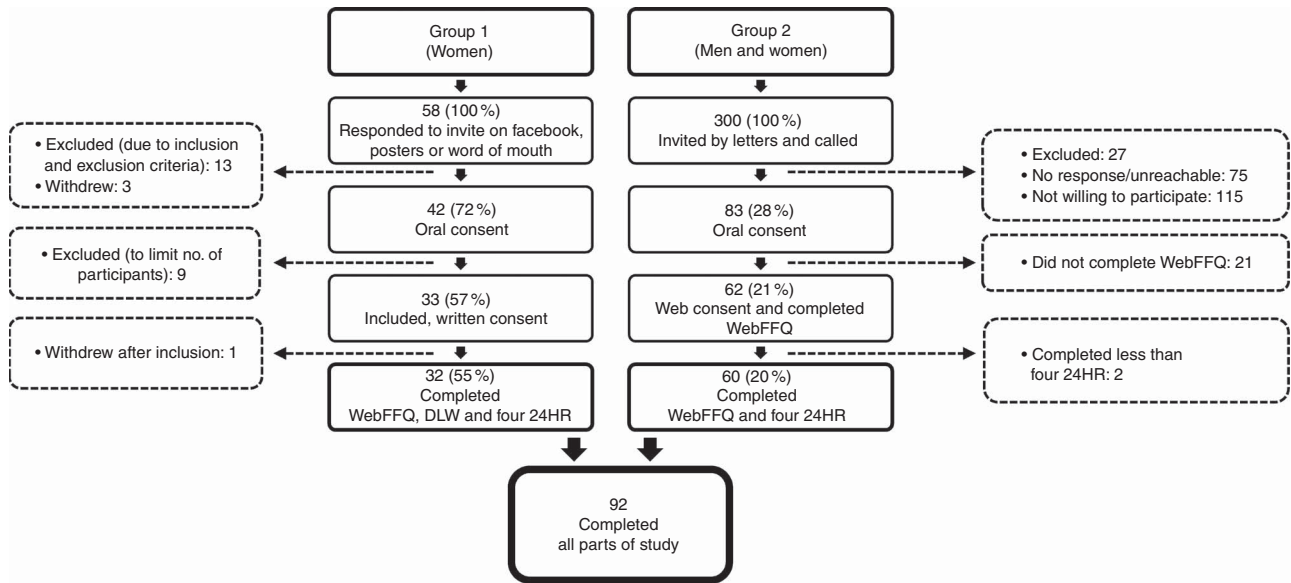 Group 1
(Women)
Group 2
(Men and women)
58 (100 %)
Responded to invite on facebook,
posters or word of mouth
300 (100 %)
Invited by letters and called
• Excluded (due to inclusion
and exclusion criteria): 13
• Withdrew: 3
• Excluded: 27
• No response/unreachable: 75
• Not willing to participate: 115
42 (72 %)
Oral consent
83 (28 %)
Oral consent
• Excluded (to limit no. of
participants): 9
• Did not complete WebFFQ: 21
33 (57 %)
Included, written consent
62 (21 %)
Web consent and completed
WebFFQ
• Withdrew after inclusion: 1
• Completed less than
four 24HR: 2
32 (55 %)
Completed
WebFFQ, DLW and four 24HR
60 (20 %)
Completed
WebFFQ and four 24HR
92
Completed
all parts of study